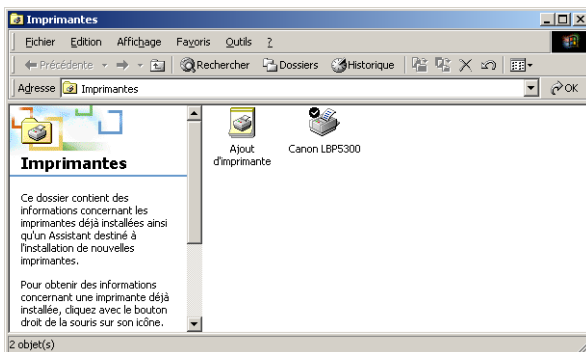 Imprimantes
Fichier Edition Affichage Favoris Outils ?
Précédente Rechercher Dossiers Historique
Adresse Imprimantes OK
Imprimantes
Ce dossier contient des
informations concernant les
imprimantes déjà installées ainsi
qu'un Assistant destiné à
l'installation de nouvelles
imprimantes.
Pour obtenir des informations
concernant une imprimante déjà
installée, cliquez avec le bouton
droit de la souris sur son icône.
Ajout
d'imprimante
Canon LBP5300
2 objet(s)